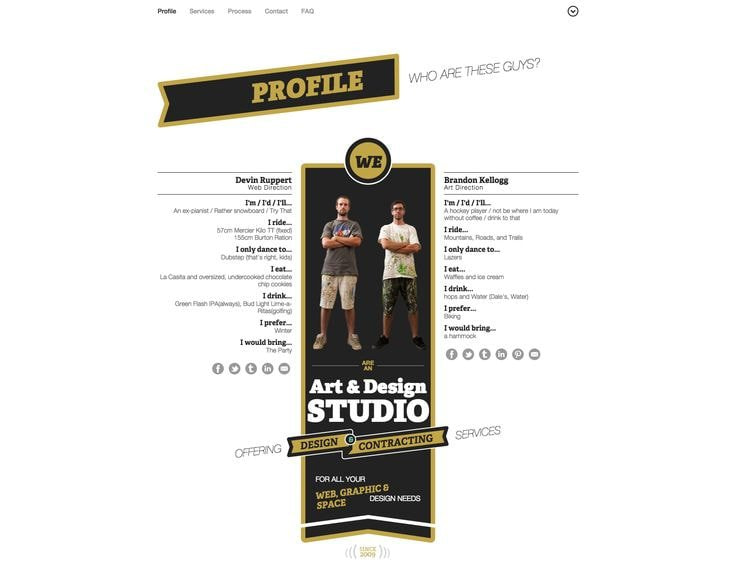 Profile Services Process Contact FAQ
PROFILE
WHO ARE THESE GUYS?
WE
Devin Ruppert
Web Direction
I'm / I'd / I'll...
An ex-pianist / Rather snowboard / Try That
I ride...
57cm Mercier Kilo TT (fixed)
155cm Burton Ration
I only dance to...
Dubstep (that's right, kids)
I eat...
La Casita and oversized, undercooked chocolate
chip cookies
I drink...
Green Flash IPA(always), Bud Light Lime-a-
Ritas(golfing)
I prefer...
Winter
I would bring...
The Party
Brandon Kellogg
Art Direction
I'm / I'd / I'll...
A hockey player / not be where I am today
without coffee / drink to that
I ride...
Mountains, Roads, and Trails
I only dance to...
Lazers
I eat...
Waffles and ice cream
I drink...
hops and Water (Dale's, Water)
I prefer...
Biking
I would bring...
a hammock
ARE
AN
Art & Design
STUDIO
OFFERING DESIGN & CONTRACTING SERVICES
FOR ALL YOUR
WEB, GRAPHIC &
SPACE DESIGN NEEDS
SINCE
2009